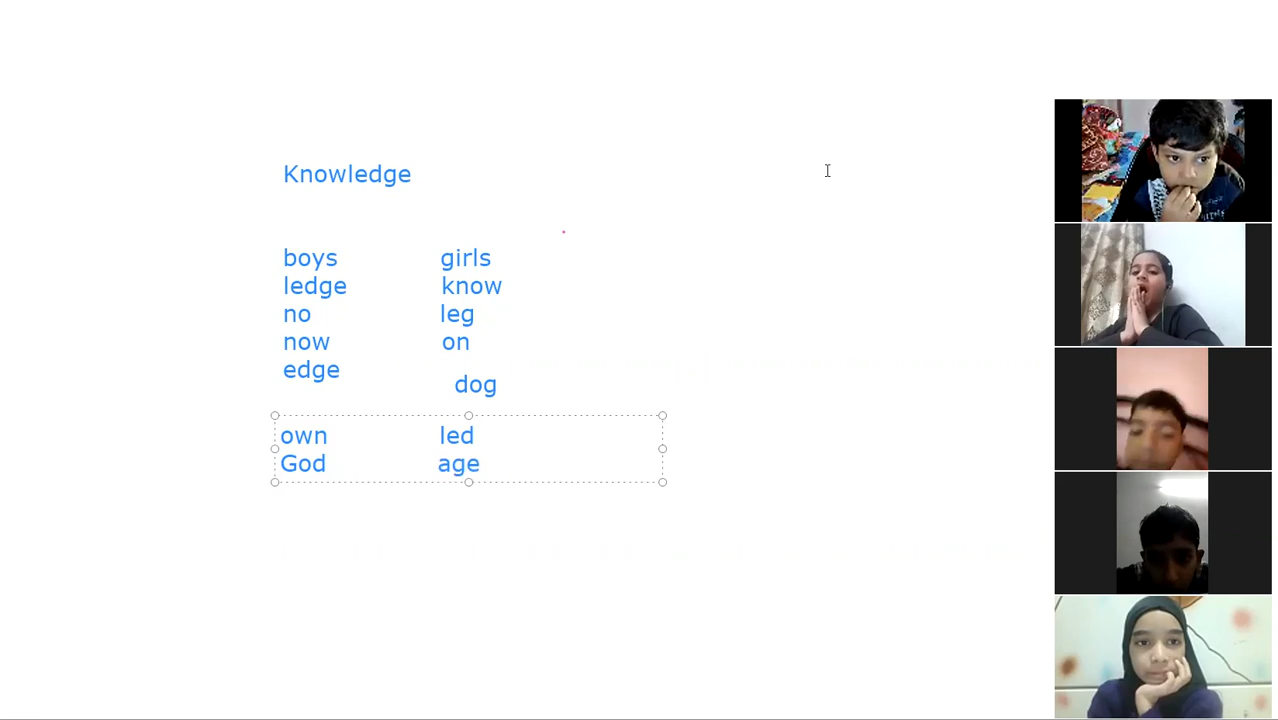 Knowledge
boys girls
ledge know
no leg
now on
edge
dog
own led
God age